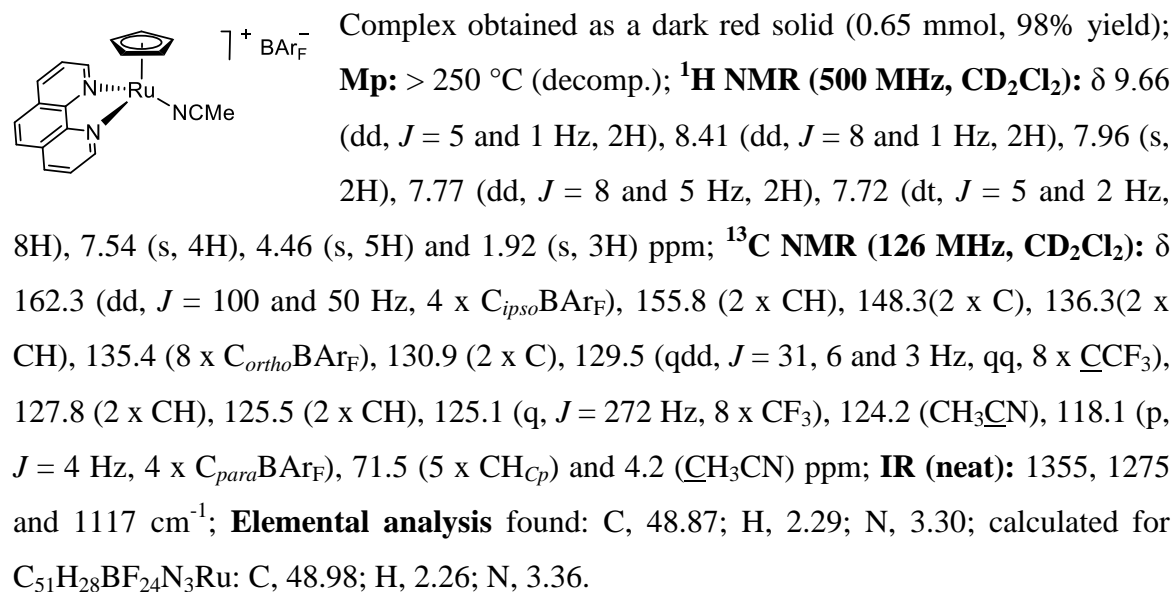 ] + BArF−
N
Ru
N
NCMe
Complex obtained as a dark red solid (0.65 mmol, 98% yield);
Mp: > 250 °C (decomp.); ¹H NMR (500 MHz, CD₂Cl₂): δ 9.66
(dd, J = 5 and 1 Hz, 2H), 8.41 (dd, J = 8 and 1 Hz, 2H), 7.96 (s,
2H), 7.77 (dd, J = 8 and 5 Hz, 2H), 7.72 (dt, J = 5 and 2 Hz,
8H), 7.54 (s, 4H), 4.46 (s, 5H) and 1.92 (s, 3H) ppm; ¹³C NMR (126 MHz, CD₂Cl₂): δ
162.3 (dd, J = 100 and 50 Hz, 4 x CipsoBArF), 155.8 (2 x CH), 148.3(2 x C), 136.3(2 x
CH), 135.4 (8 x CorthoBArF), 130.9 (2 x C), 129.5 (qdd, J = 31, 6 and 3 Hz, qq, 8 x CCF₃),
127.8 (2 x CH), 125.5 (2 x CH), 125.1 (q, J = 272 Hz, 8 x CF₃), 124.2 (CH₃CN), 118.1 (p,
J = 4 Hz, 4 x CparaBArF), 71.5 (5 x CHCp) and 4.2 (CH₃CN) ppm; IR (neat): 1355, 1275
and 1117 cm⁻¹; Elemental analysis found: C, 48.87; H, 2.29; N, 3.30; calculated for
C₅₁H₂₈BF₂₄N₃Ru: C, 48.98; H, 2.26; N, 3.36.